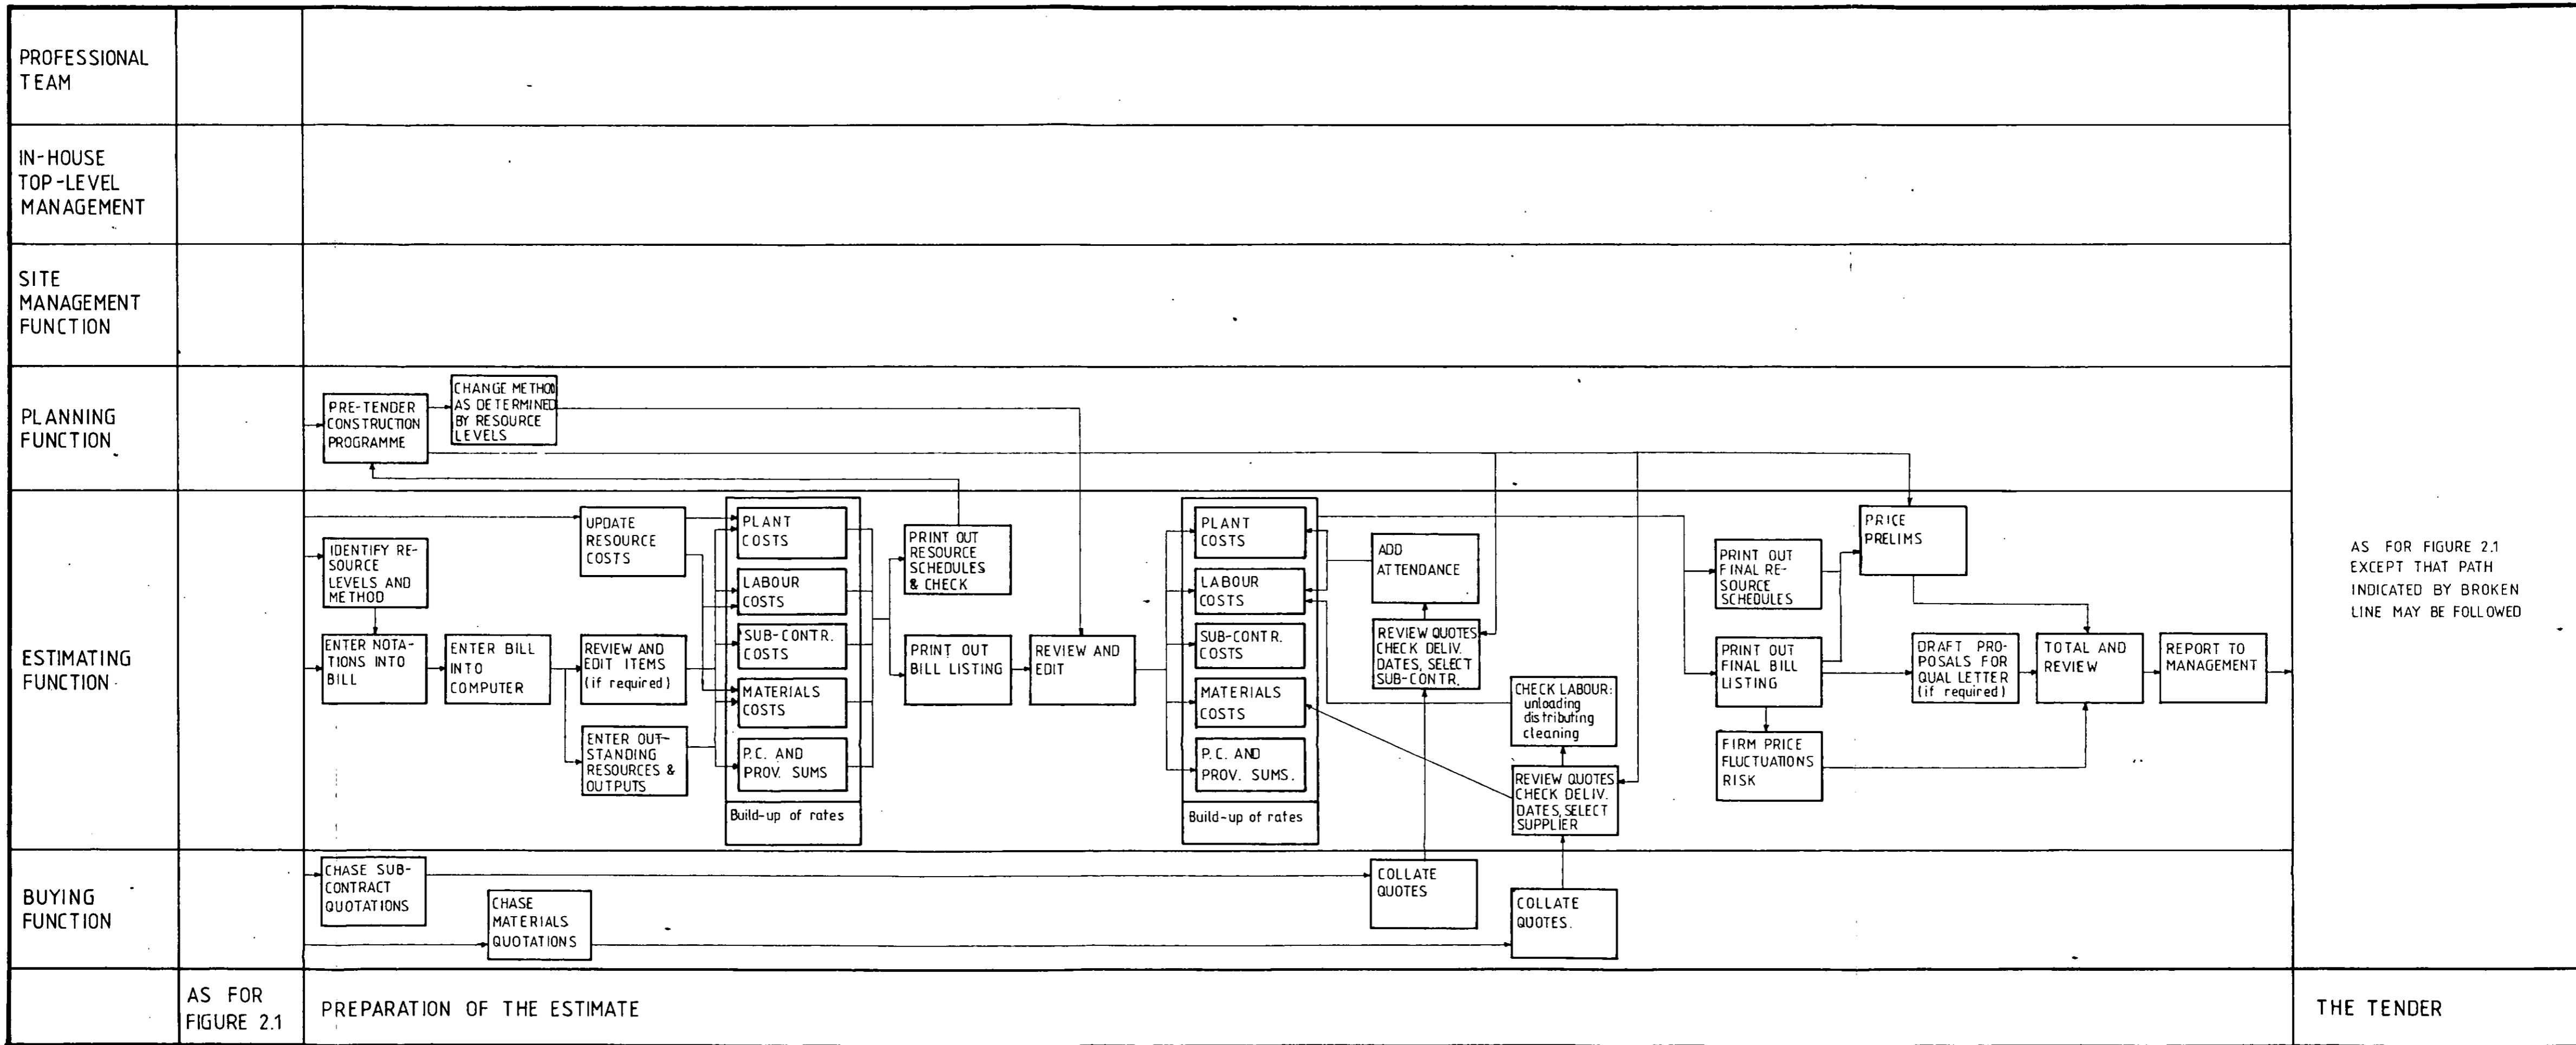 PROFESSIONAL
TEAM
IN-HOUSE
TOP-LEVEL
MANAGEMENT
SITE
MANAGEMENT
FUNCTION
PLANNING
FUNCTION
PRE-TENDER
CONSTRUCTION
PROGRAMME
CHANGE METHOD
AS DETERMINED
BY RESOURCE
LEVELS
ESTIMATING
FUNCTION
IDENTIFY RE-
SOURCE
LEVELS AND
METHOD
ENTER NOTA-
TIONS INTO
BILL
ENTER BILL
INTO
COMPUTER
UPDATE
RESOURCE
COSTS
REVIEW AND
EDIT ITEMS
(if required)
ENTER OUT-
STANDING
RESOURCES &
OUTPUTS
PLANT
COSTS
LABOUR
COSTS
SUB-CONTR.
COSTS
MATERIALS
COSTS
P.C. AND
PROV. SUMS
Build-up of rates
PRINT OUT
RESOURCE
SCHEDULES
& CHECK
PRINT OUT
BILL LISTING
REVIEW AND
EDIT
PLANT
COSTS
LABOUR
COSTS
SUB-CONTR.
COSTS
MATERIALS
COSTS
P.C. AND
PROV. SUMS.
Build-up of rates
ADD
ATTENDANCE
REVIEW QUOTES
CHECK DELIV.
DATES, SELECT
SUB-CONTR.
CHECK LABOUR:
unloading
distributing
cleaning
REVIEW QUOTES
CHECK DELIV.
DATES, SELECT
SUPPLIER
PRINT OUT
FINAL RE-
SOURCE
SCHEDULES
PRINT OUT
FINAL BILL
LISTING
FIRM PRICE
FLUCTUATIONS
RISK
PRICE
PRELIMS
DRAFT PRO-
POSALS FOR
QUAL LETTER
(if required)
TOTAL AND
REVIEW
REPORT TO
MANAGEMENT
AS FOR FIGURE 2.1
EXCEPT THAT PATH
INDICATED BY BROKEN
LINE MAY BE FOLLOWED
BUYING
FUNCTION
CHASE SUB-
CONTRACT
QUOTATIONS
CHASE
MATERIALS
QUOTATIONS
COLLATE
QUOTES
COLLATE
QUOTES.
AS FOR
FIGURE 2.1
PREPARATION OF THE ESTIMATE
THE TENDER